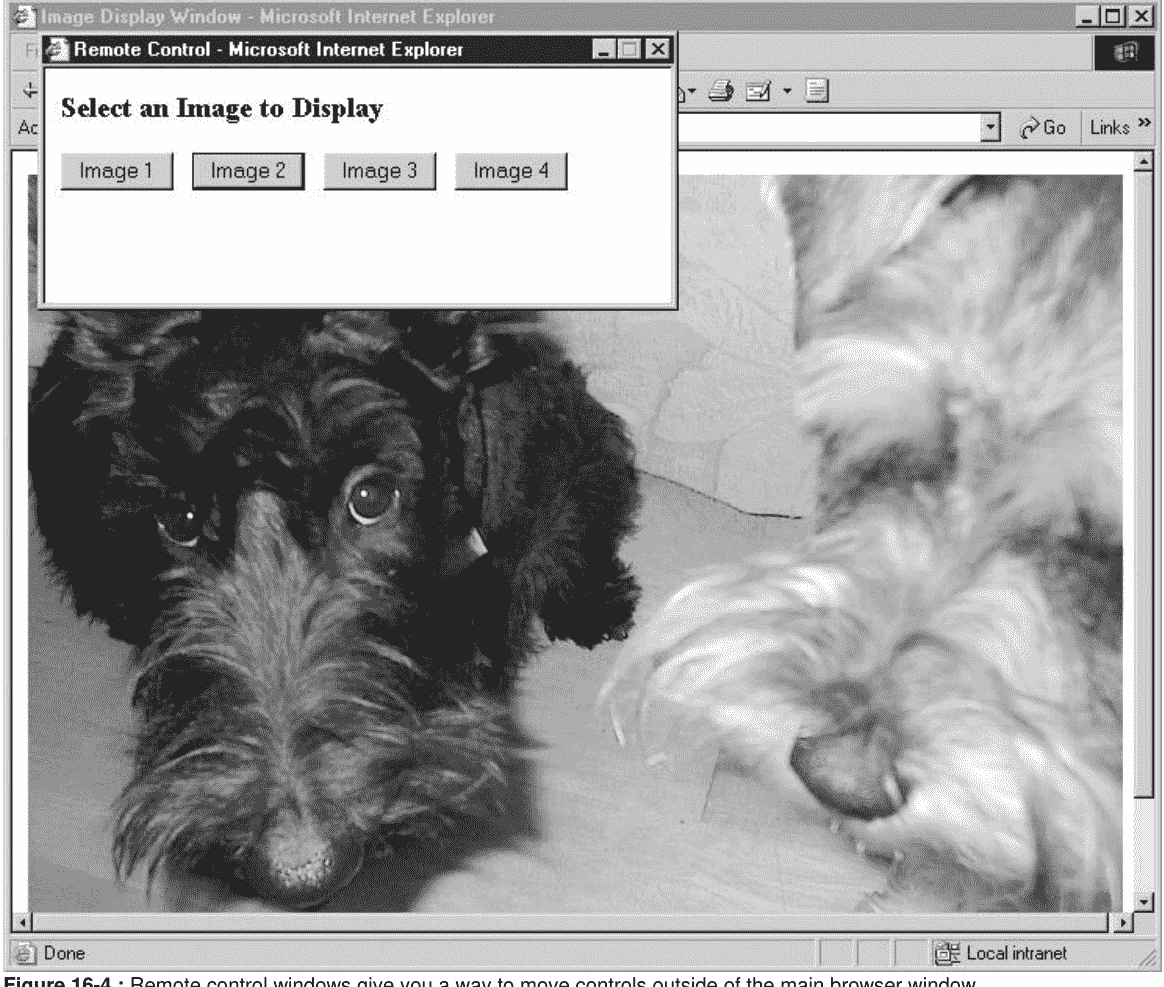 Image Display Window - Microsoft Internet Explorer
Remote Control - Microsoft Internet Explorer
Select an Image to Display
Go
Links »
Image 1
Image 2
Image 3
Image 4
Done
Local intranet
Figure 16-4 : Remote control windows give you a way to move controls outside of the main browser window.